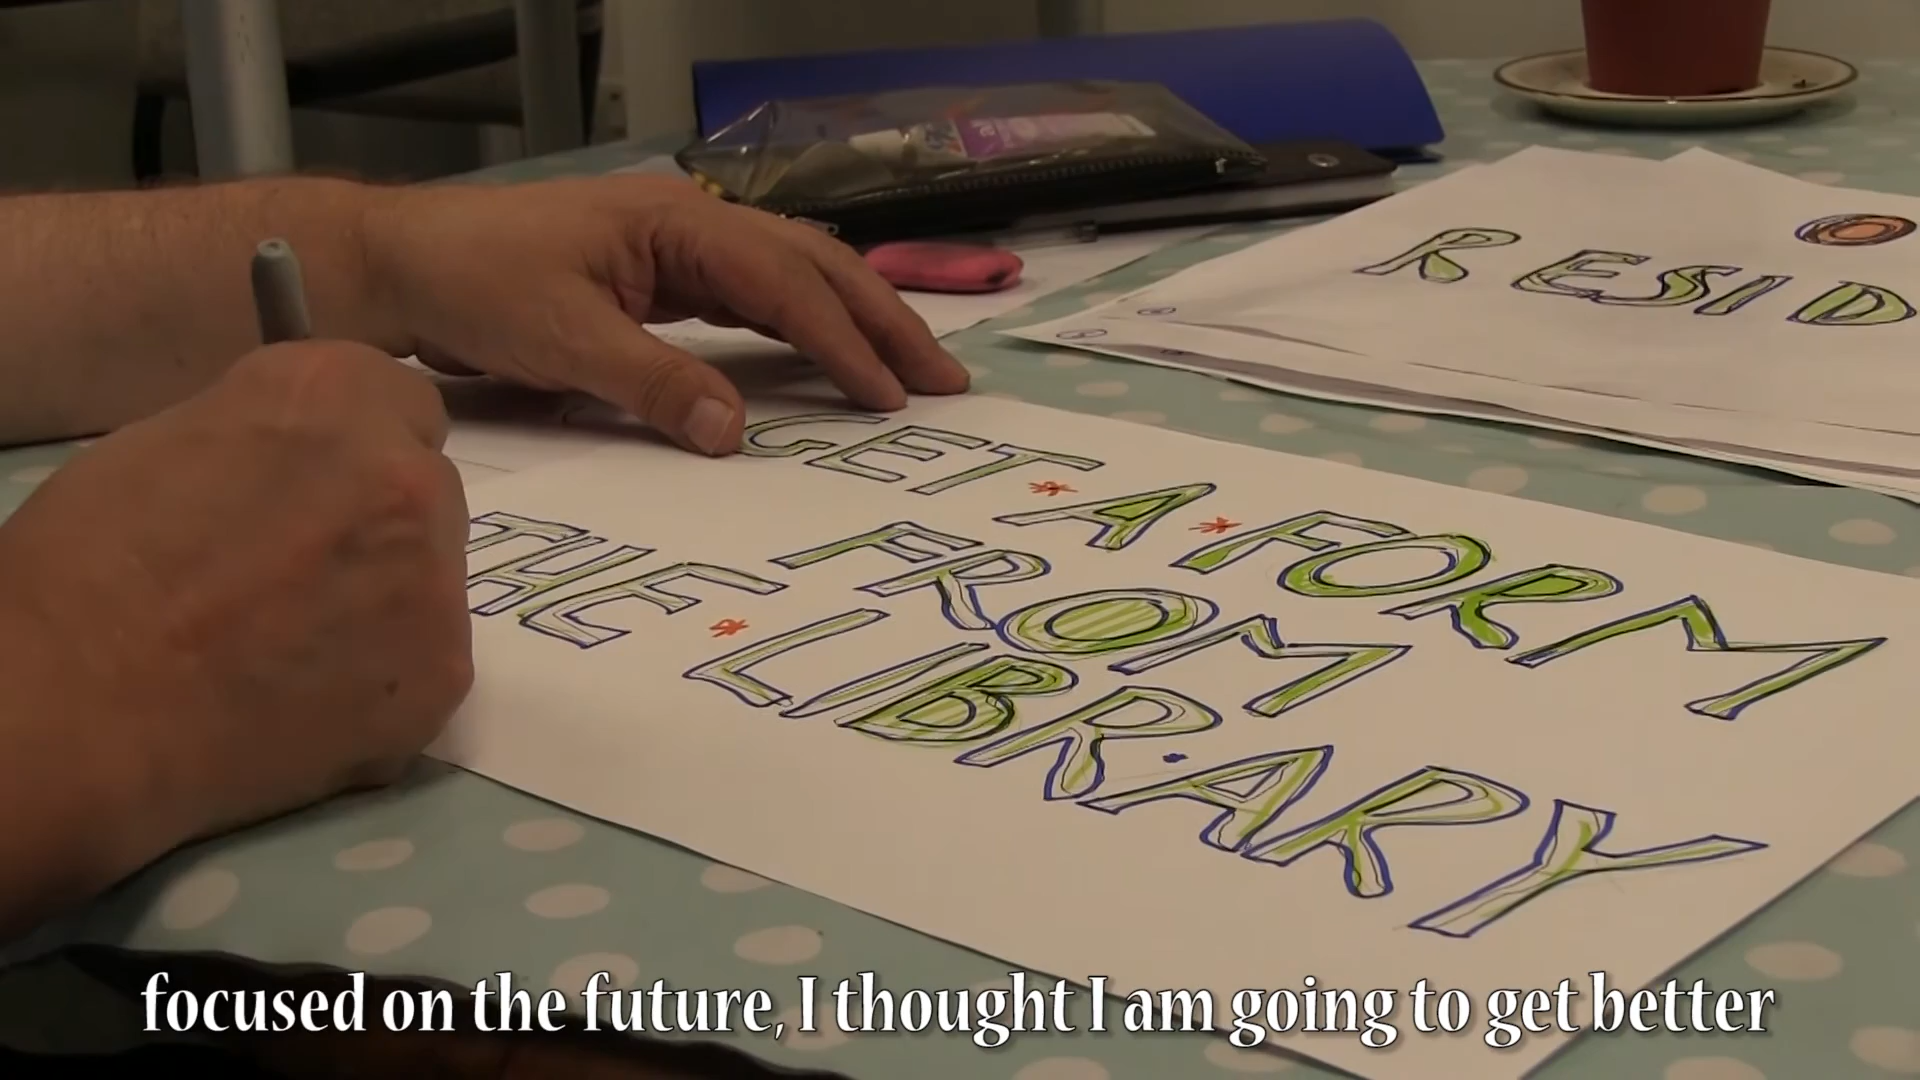 RESID
GET * A * FORM
FROM
THE * LIBRARY
focused on the future, I thought I am going to get better